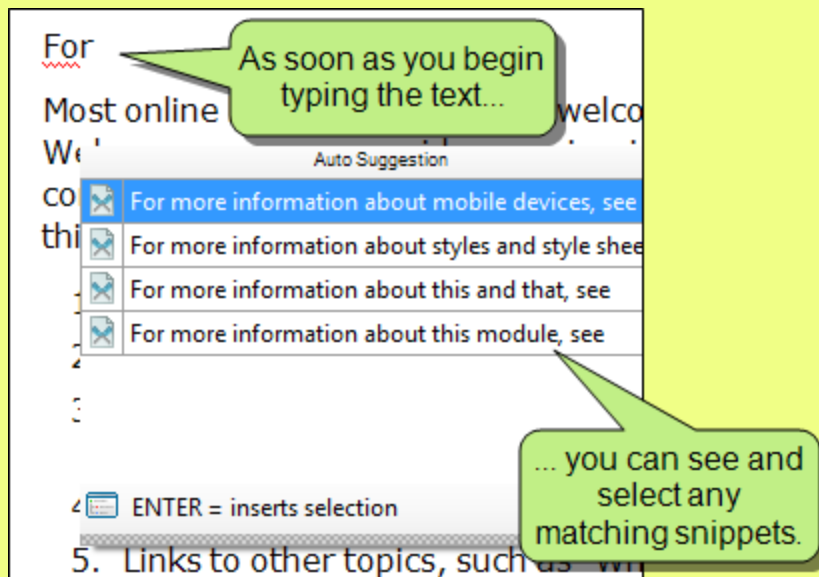 For
As soon as you begin
typing the text...
Most online welco
We
Auto Suggestion
co
For more information about mobile devices, see
thi
For more information about styles and style shee
For more information about this and that, see
For more information about this module, see
... you can see and
select any
matching snippets.
ENTER = inserts selection
5. Links to other topics, such as